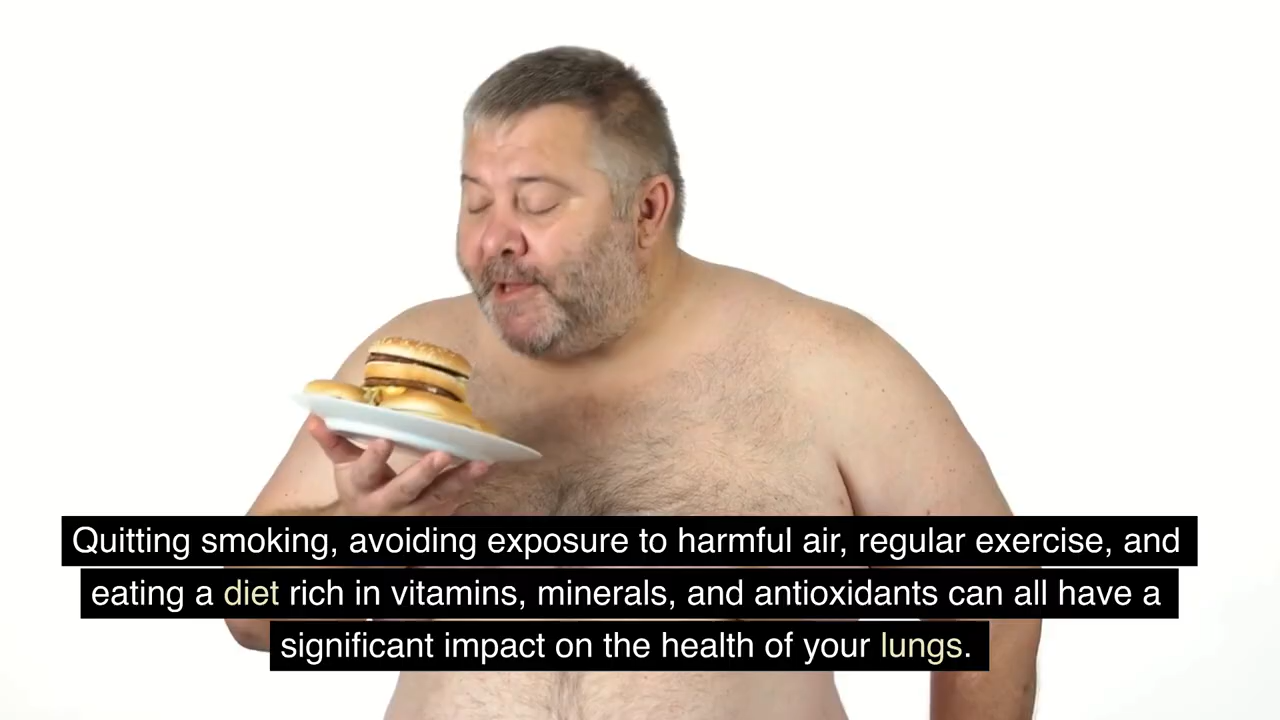 Quitting smoking, avoiding exposure to harmful air, regular exercise, and
eating a diet rich in vitamins, minerals, and antioxidants can all have a
significant impact on the health of your lungs.